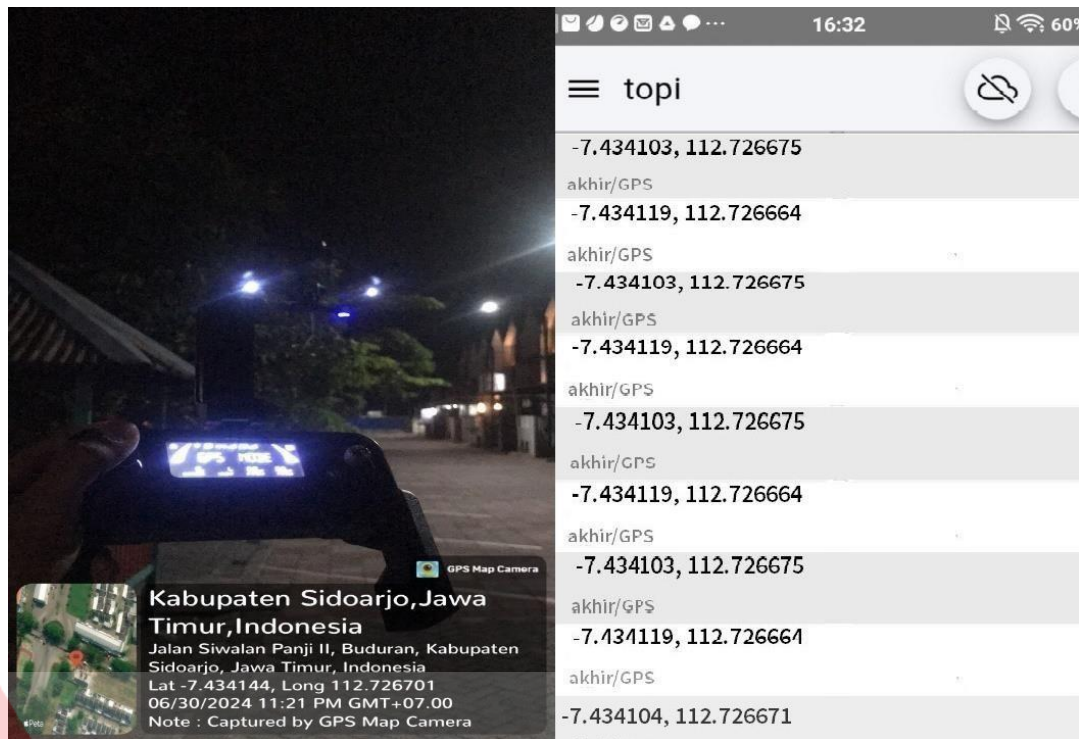 GPS MODE
GPS Map Camera
Kabupaten Sidoarjo,Jawa
Timur,Indonesia
Jalan Siwalan Panji II, Buduran, Kabupaten
Sidoarjo, Jawa Timur, Indonesia
Lat -7.434144, Long 112.726701
06/30/2024 11:21 PM GMT+07.00
Note : Captured by GPS Map Camera
16:32
60%
topi
-7.434103, 112.726675
akhir/GPS
-7.434119, 112.726664
akhir/GPS
-7.434103, 112.726675
akhir/GPS
-7.434119, 112.726664
akhir/GPS
-7.434103, 112.726675
akhir/GPS
-7.434119, 112.726664
akhir/GPS
-7.434103, 112.726675
akhir/GPS
-7.434119, 112.726664
akhir/GPS
-7.434104, 112.726671